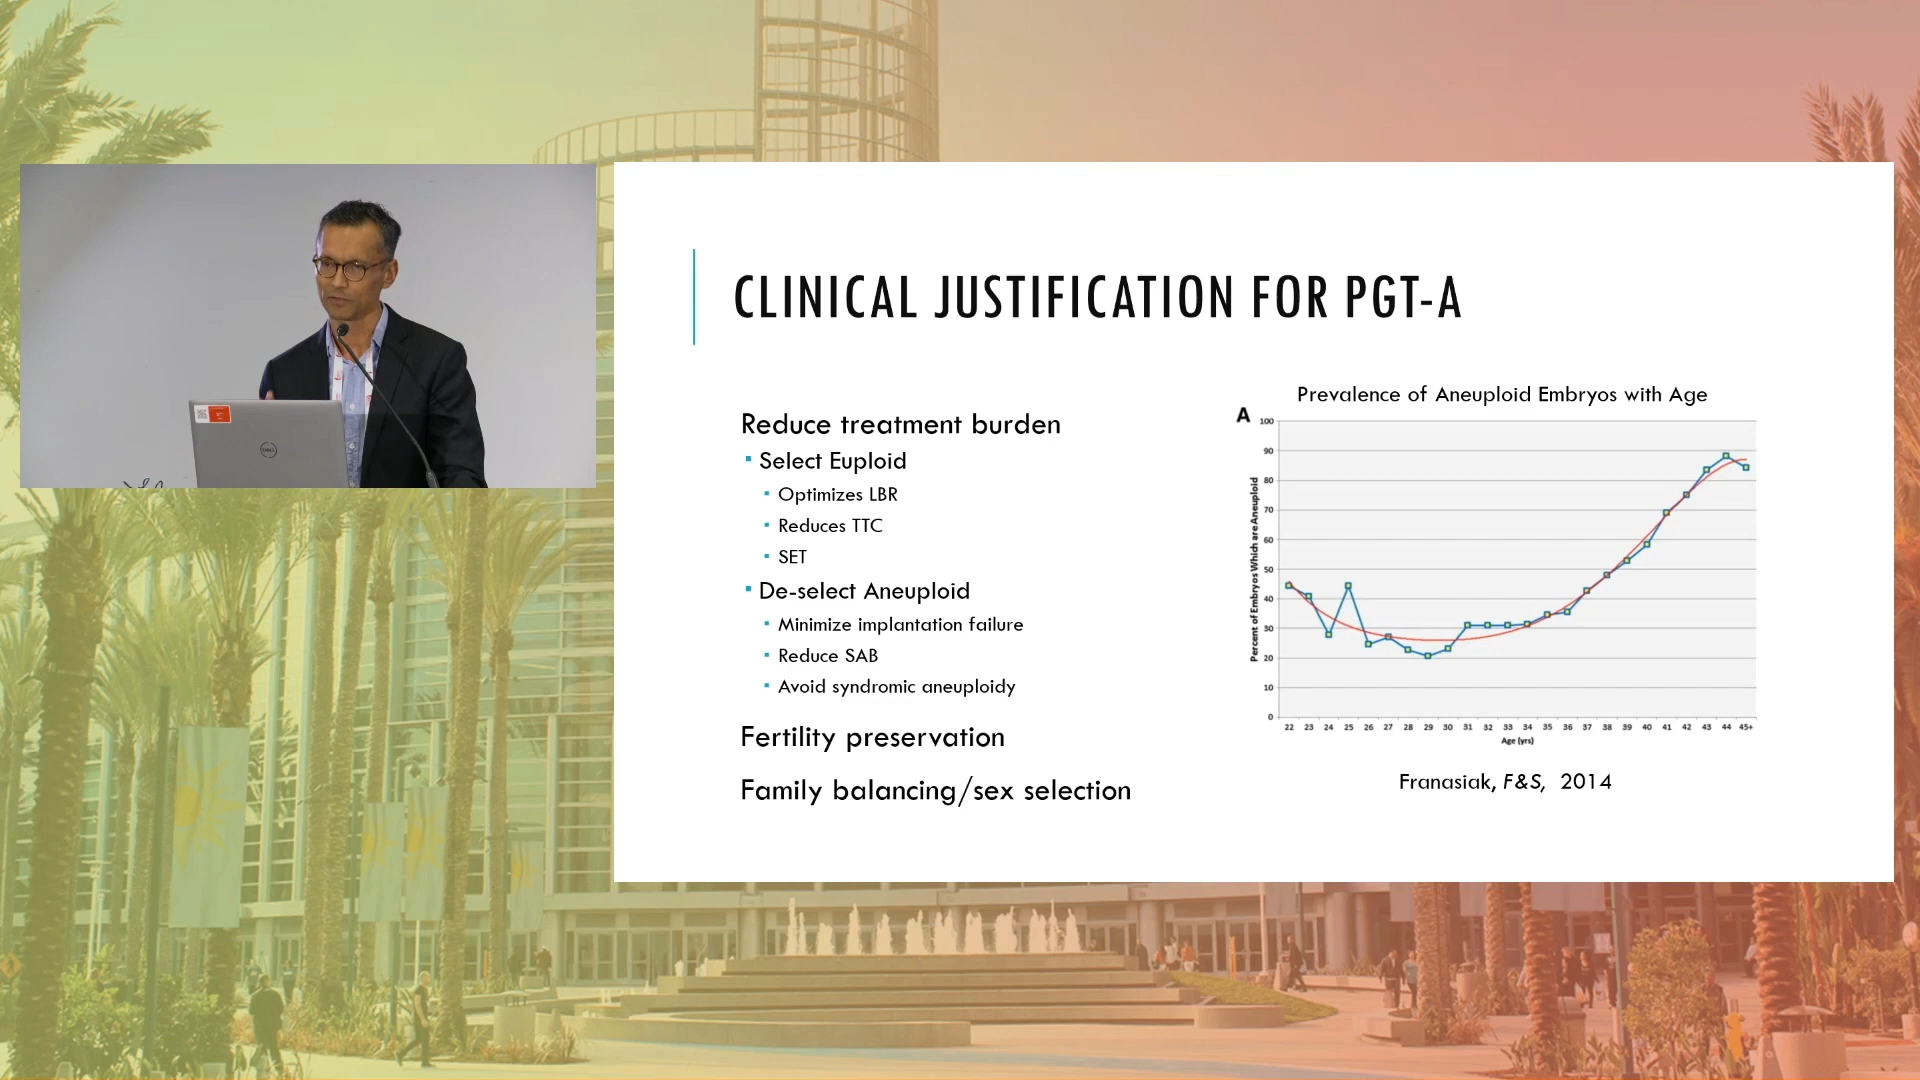 CLINICAL JUSTIFICATION FOR PGT-A
Reduce treatment burden
Select Euploid
Optimizes LBR
Reduces TTC
SET
De-select Aneuploid
Minimize implantation failure
Reduce SAB
Avoid syndromic aneuploidy
Fertility preservation
Family balancing/sex selection
Prevalence of Aneuploid Embryos with Age
A
Percent of Embryos Which are Aneuploid
100
90
80
70
60
50
40
30
20
10
0
22 23 24 25 26 27 28 29 30 31 32 33 34 35 36 37 38 39 40 41 42 43 44 45+
Age (yrs)
Franasiak, F&S, 2014
DELL